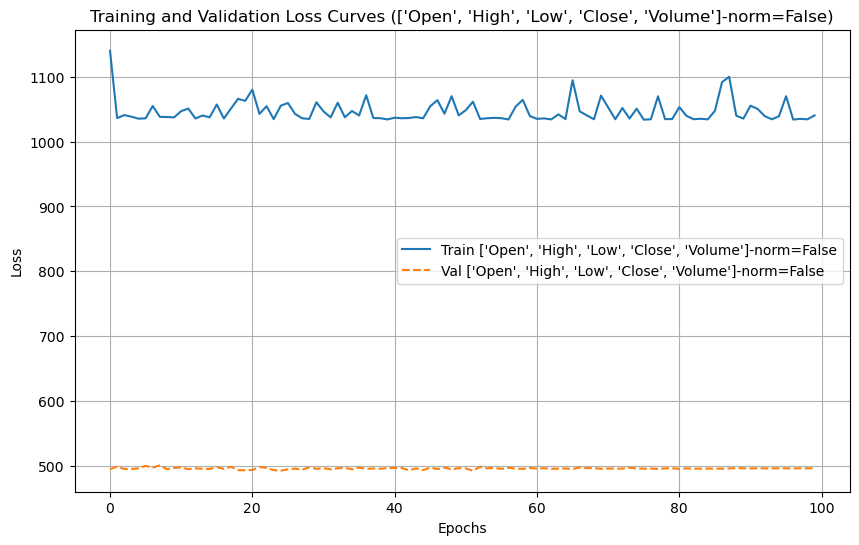 Training and Validation Loss Curves (['Open', 'High', 'Low', 'Close', 'Volume']-norm=False)
1100
1000
900
800
700
600
500
Loss
Train ['Open', 'High', 'Low', 'Close', 'Volume']-norm=False
Val ['Open', 'High', 'Low', 'Close', 'Volume']-norm=False
0
20
40
60
80
100
Epochs